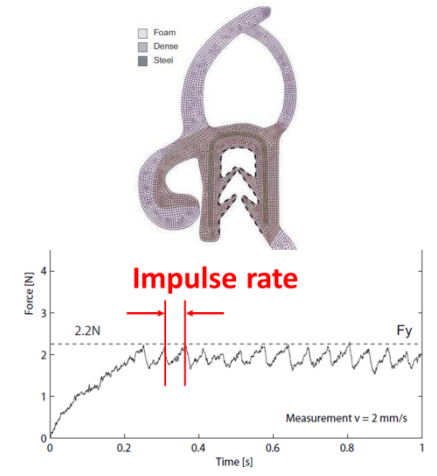 Foam
Dense
Steel
Impulse rate
2.2N
Fy
Measurement v = 2 mm/s
Force [N]
4
3
2
1
0
0
0.2
0.4
0.6
0.8
1
Time [s]